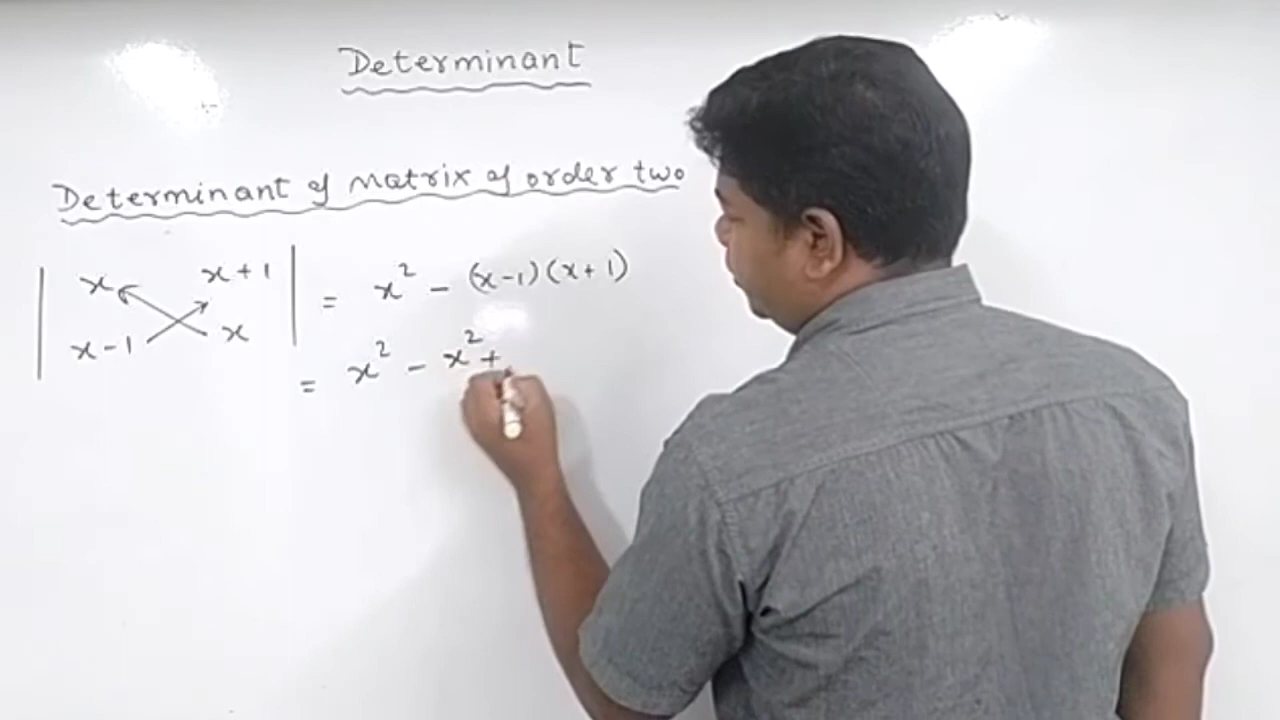 Determinant
Determinant of Matrix of order two
| x x+1 |
| x-1 x | = x² - (x-1)(x+1)
= x² - x² +